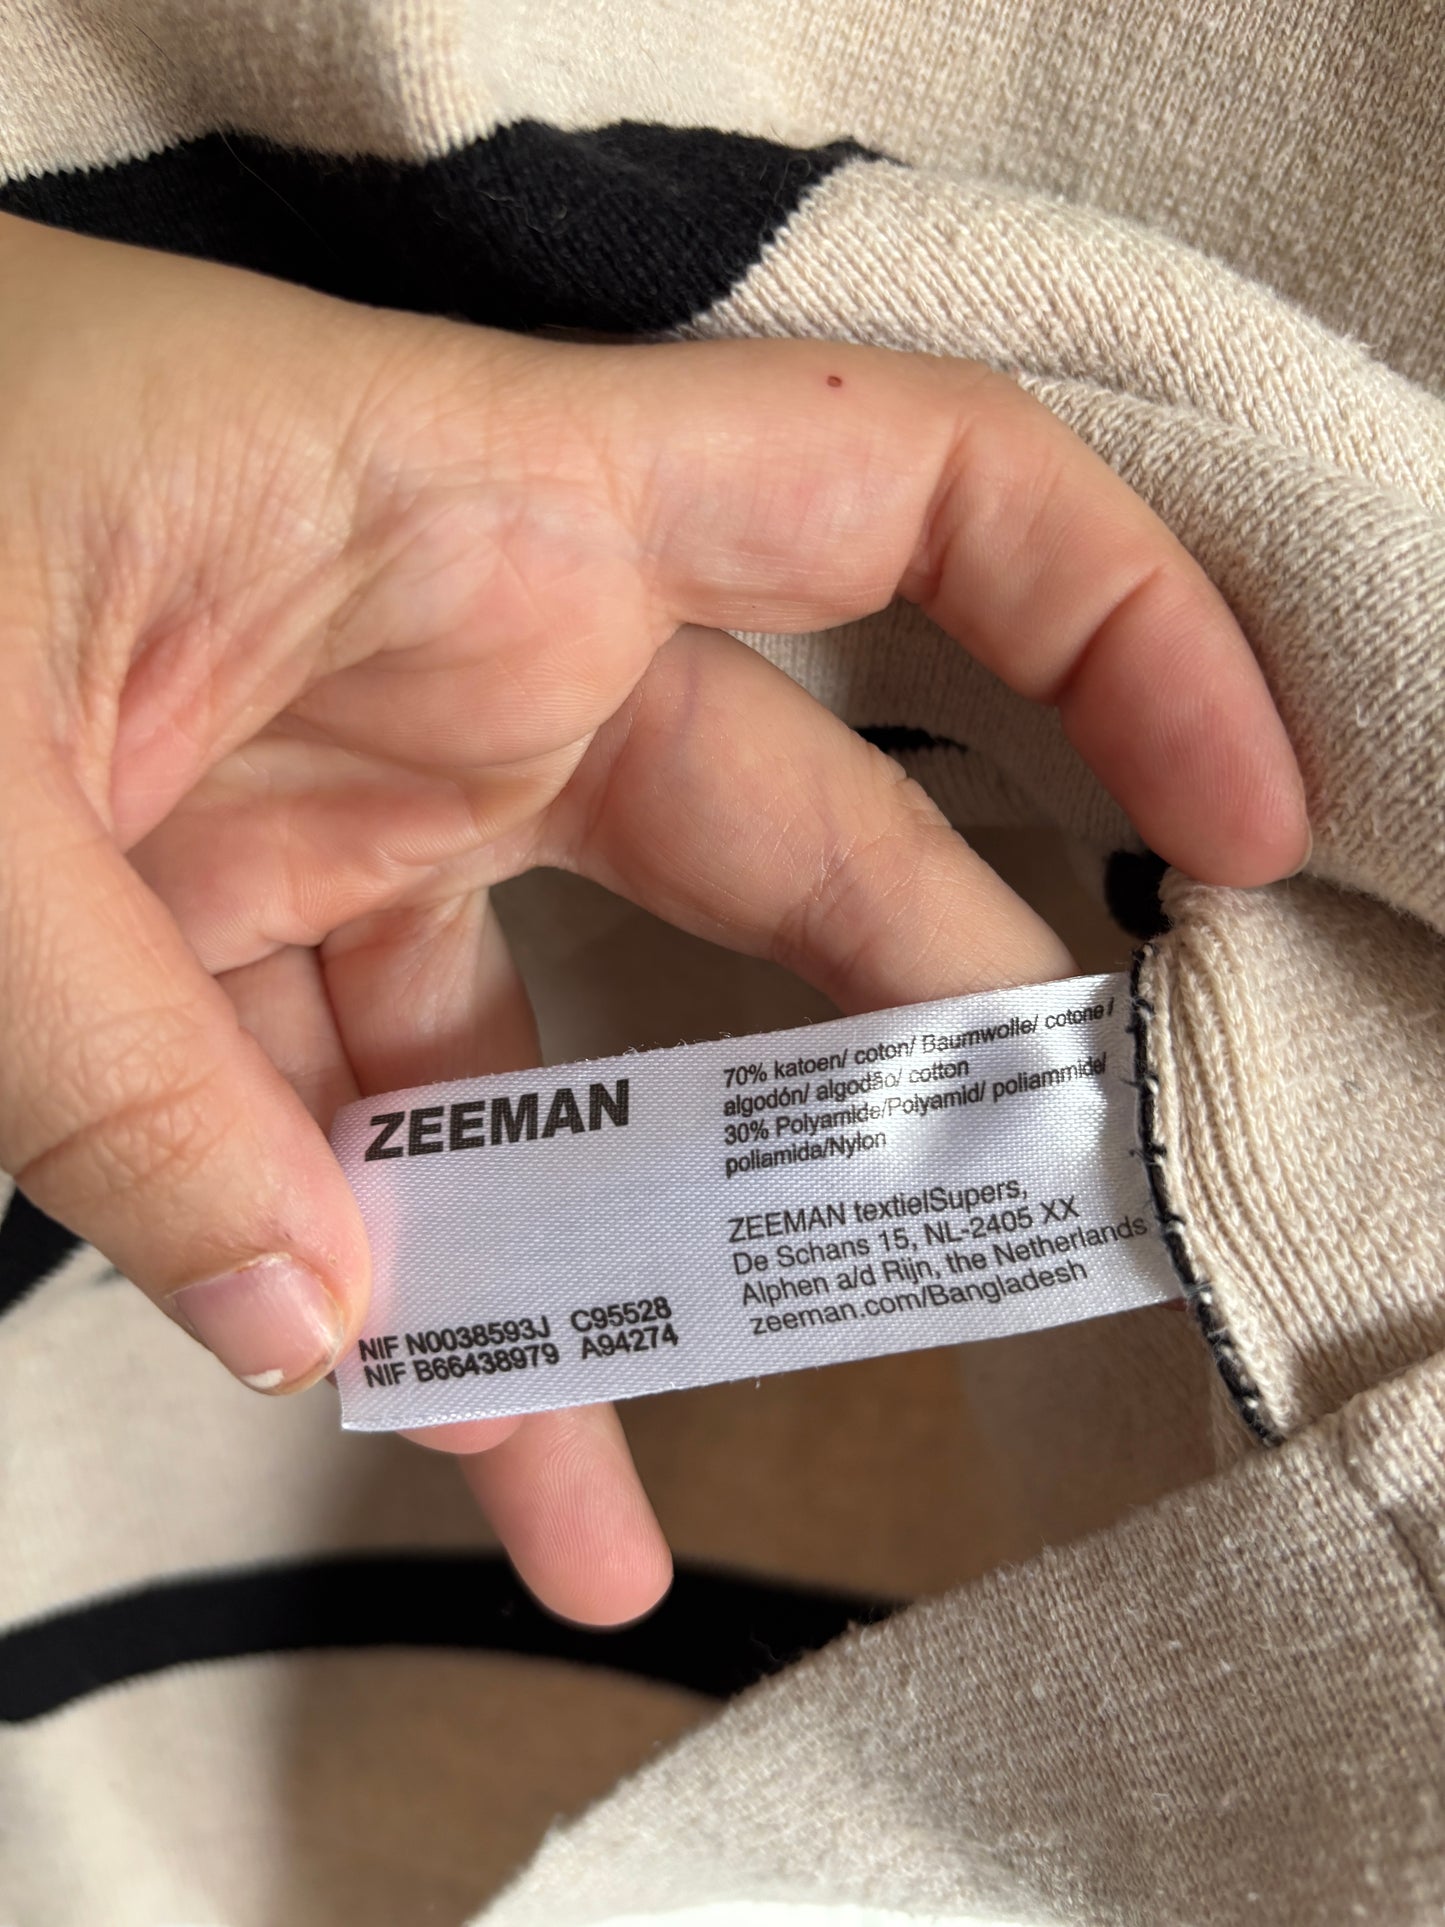 ZEEMAN
70% katoen/ coton/ Baumwolle/ cotone /
algodón/ algodão/ cotton
30% Polyamide/Polyamid/ poliammide/
poliamida/Nylon
ZEEMAN textielSupers,
De Schans 15, NL-2405 XX
Alphen a/d Rijn, the Netherlands
zeeman.com/Bangladesh
NIF N0038593J C95528
NIF B66438979 A94274